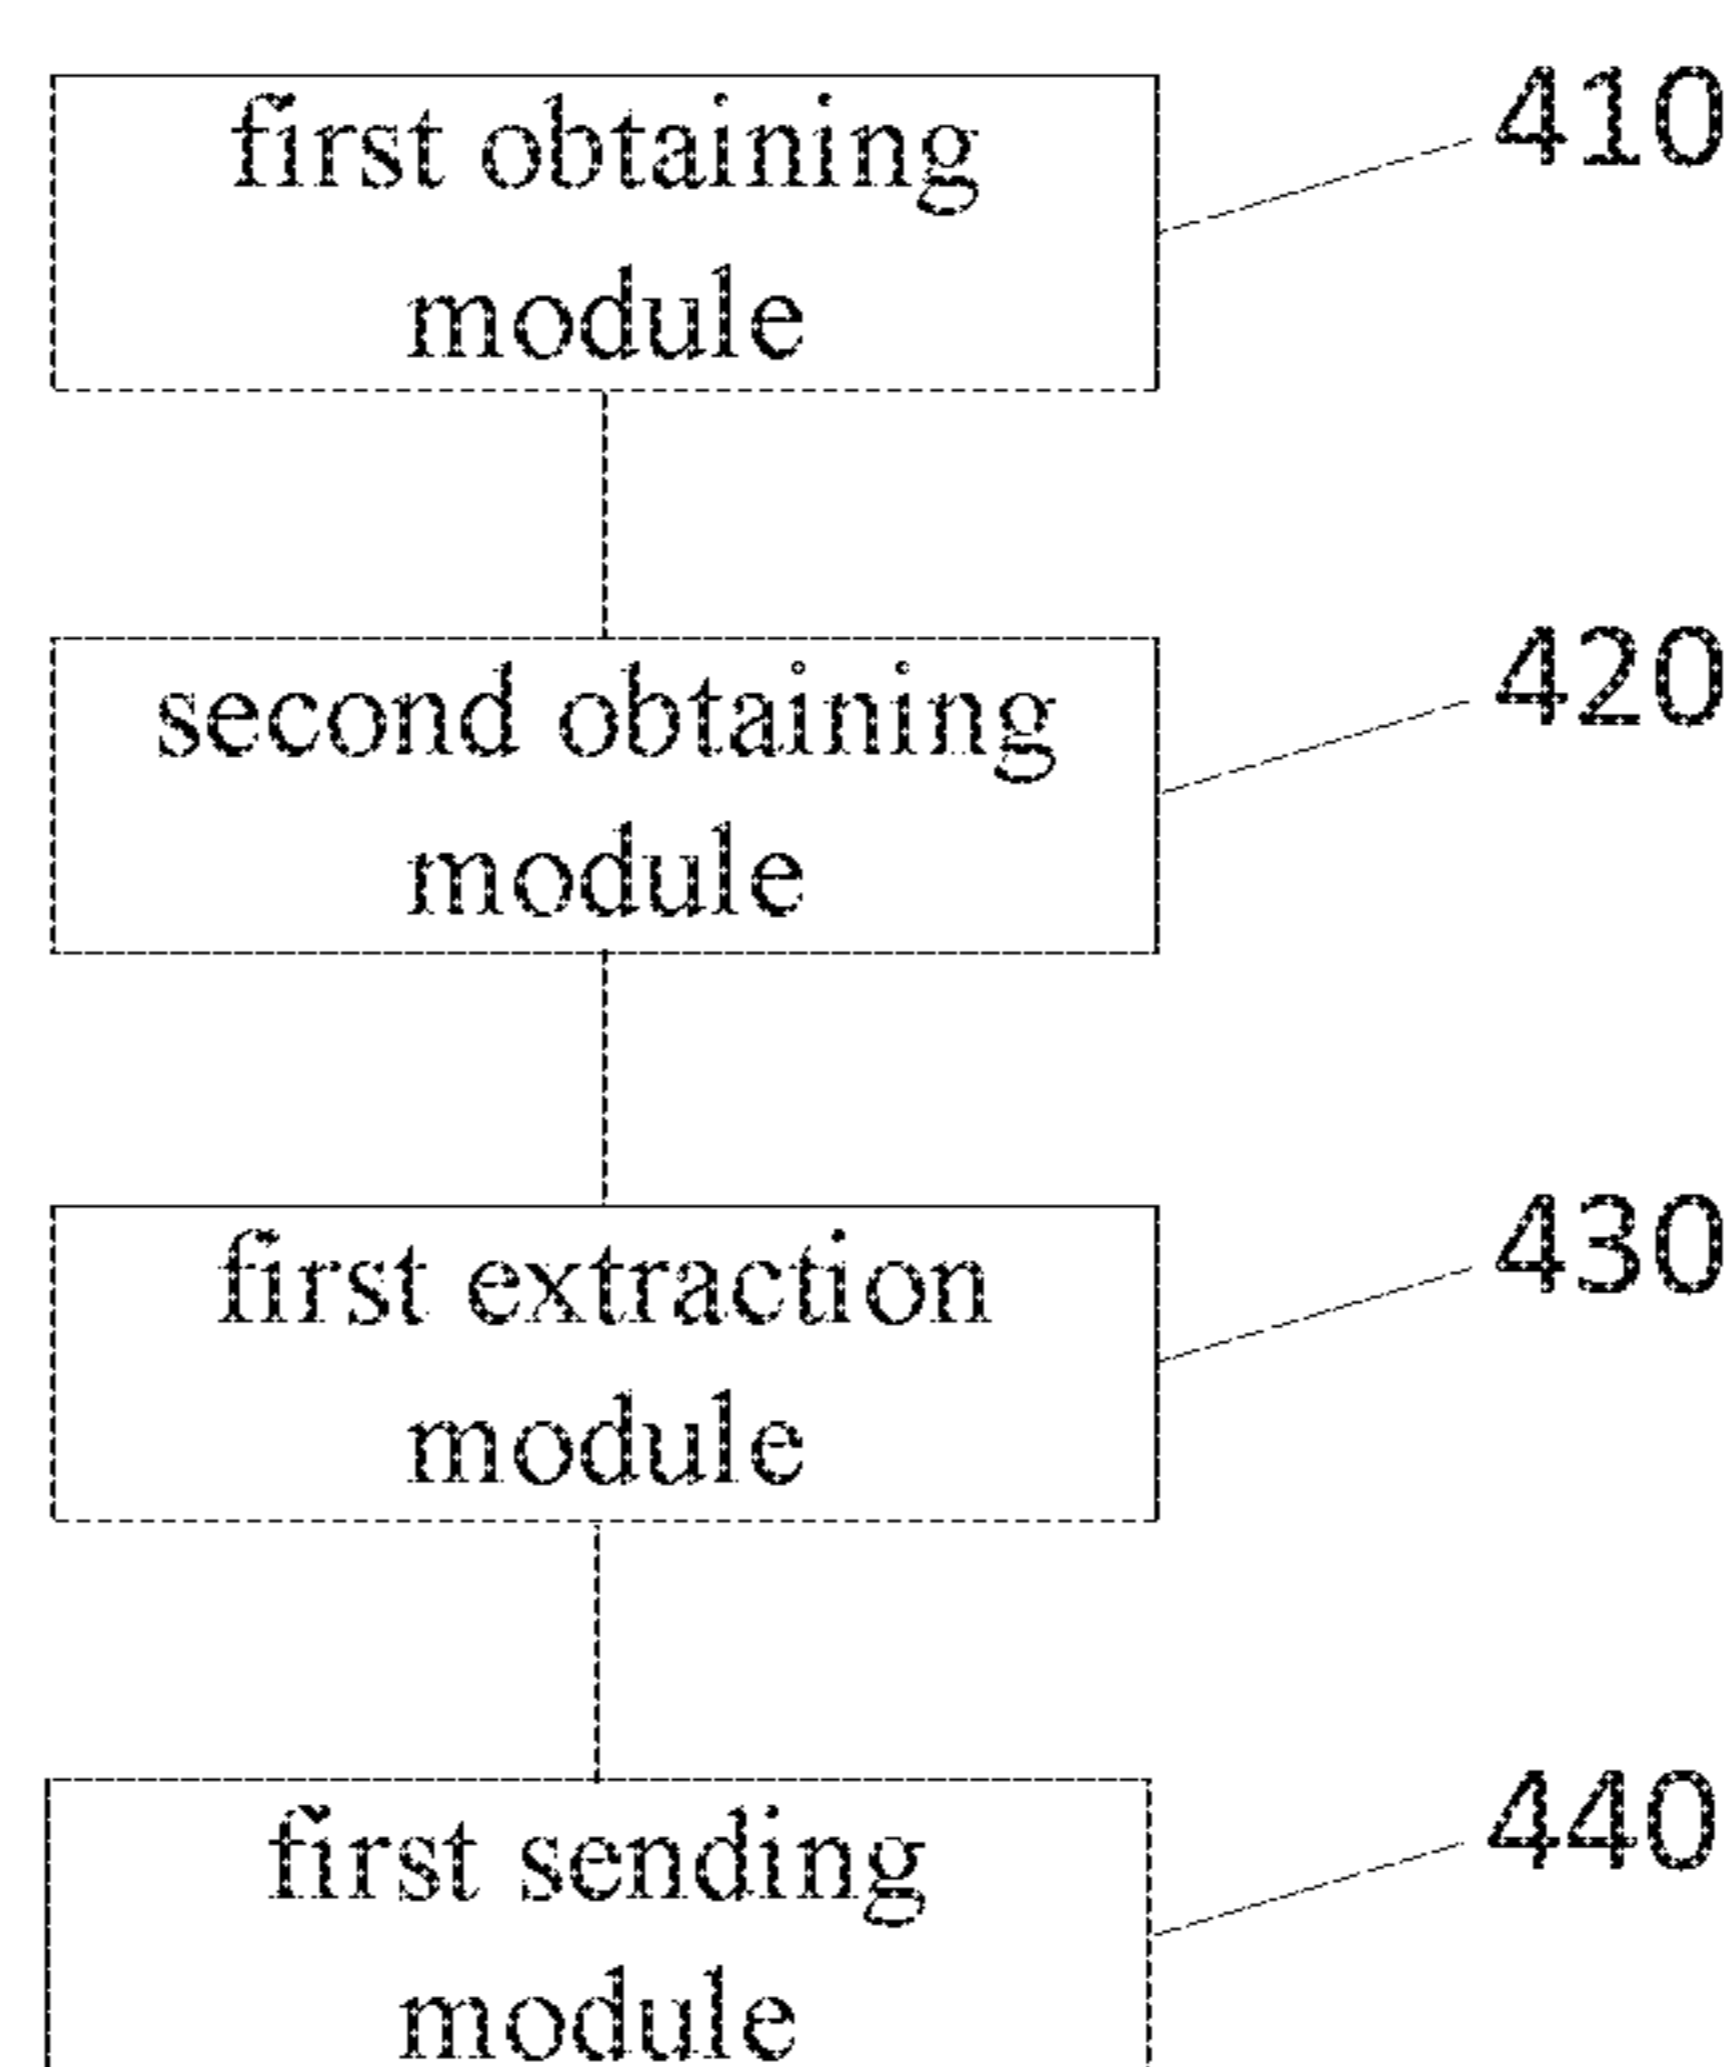 first obtaining
module
410
second obtaining
module
420
first extraction
module
430
first sending
module
440